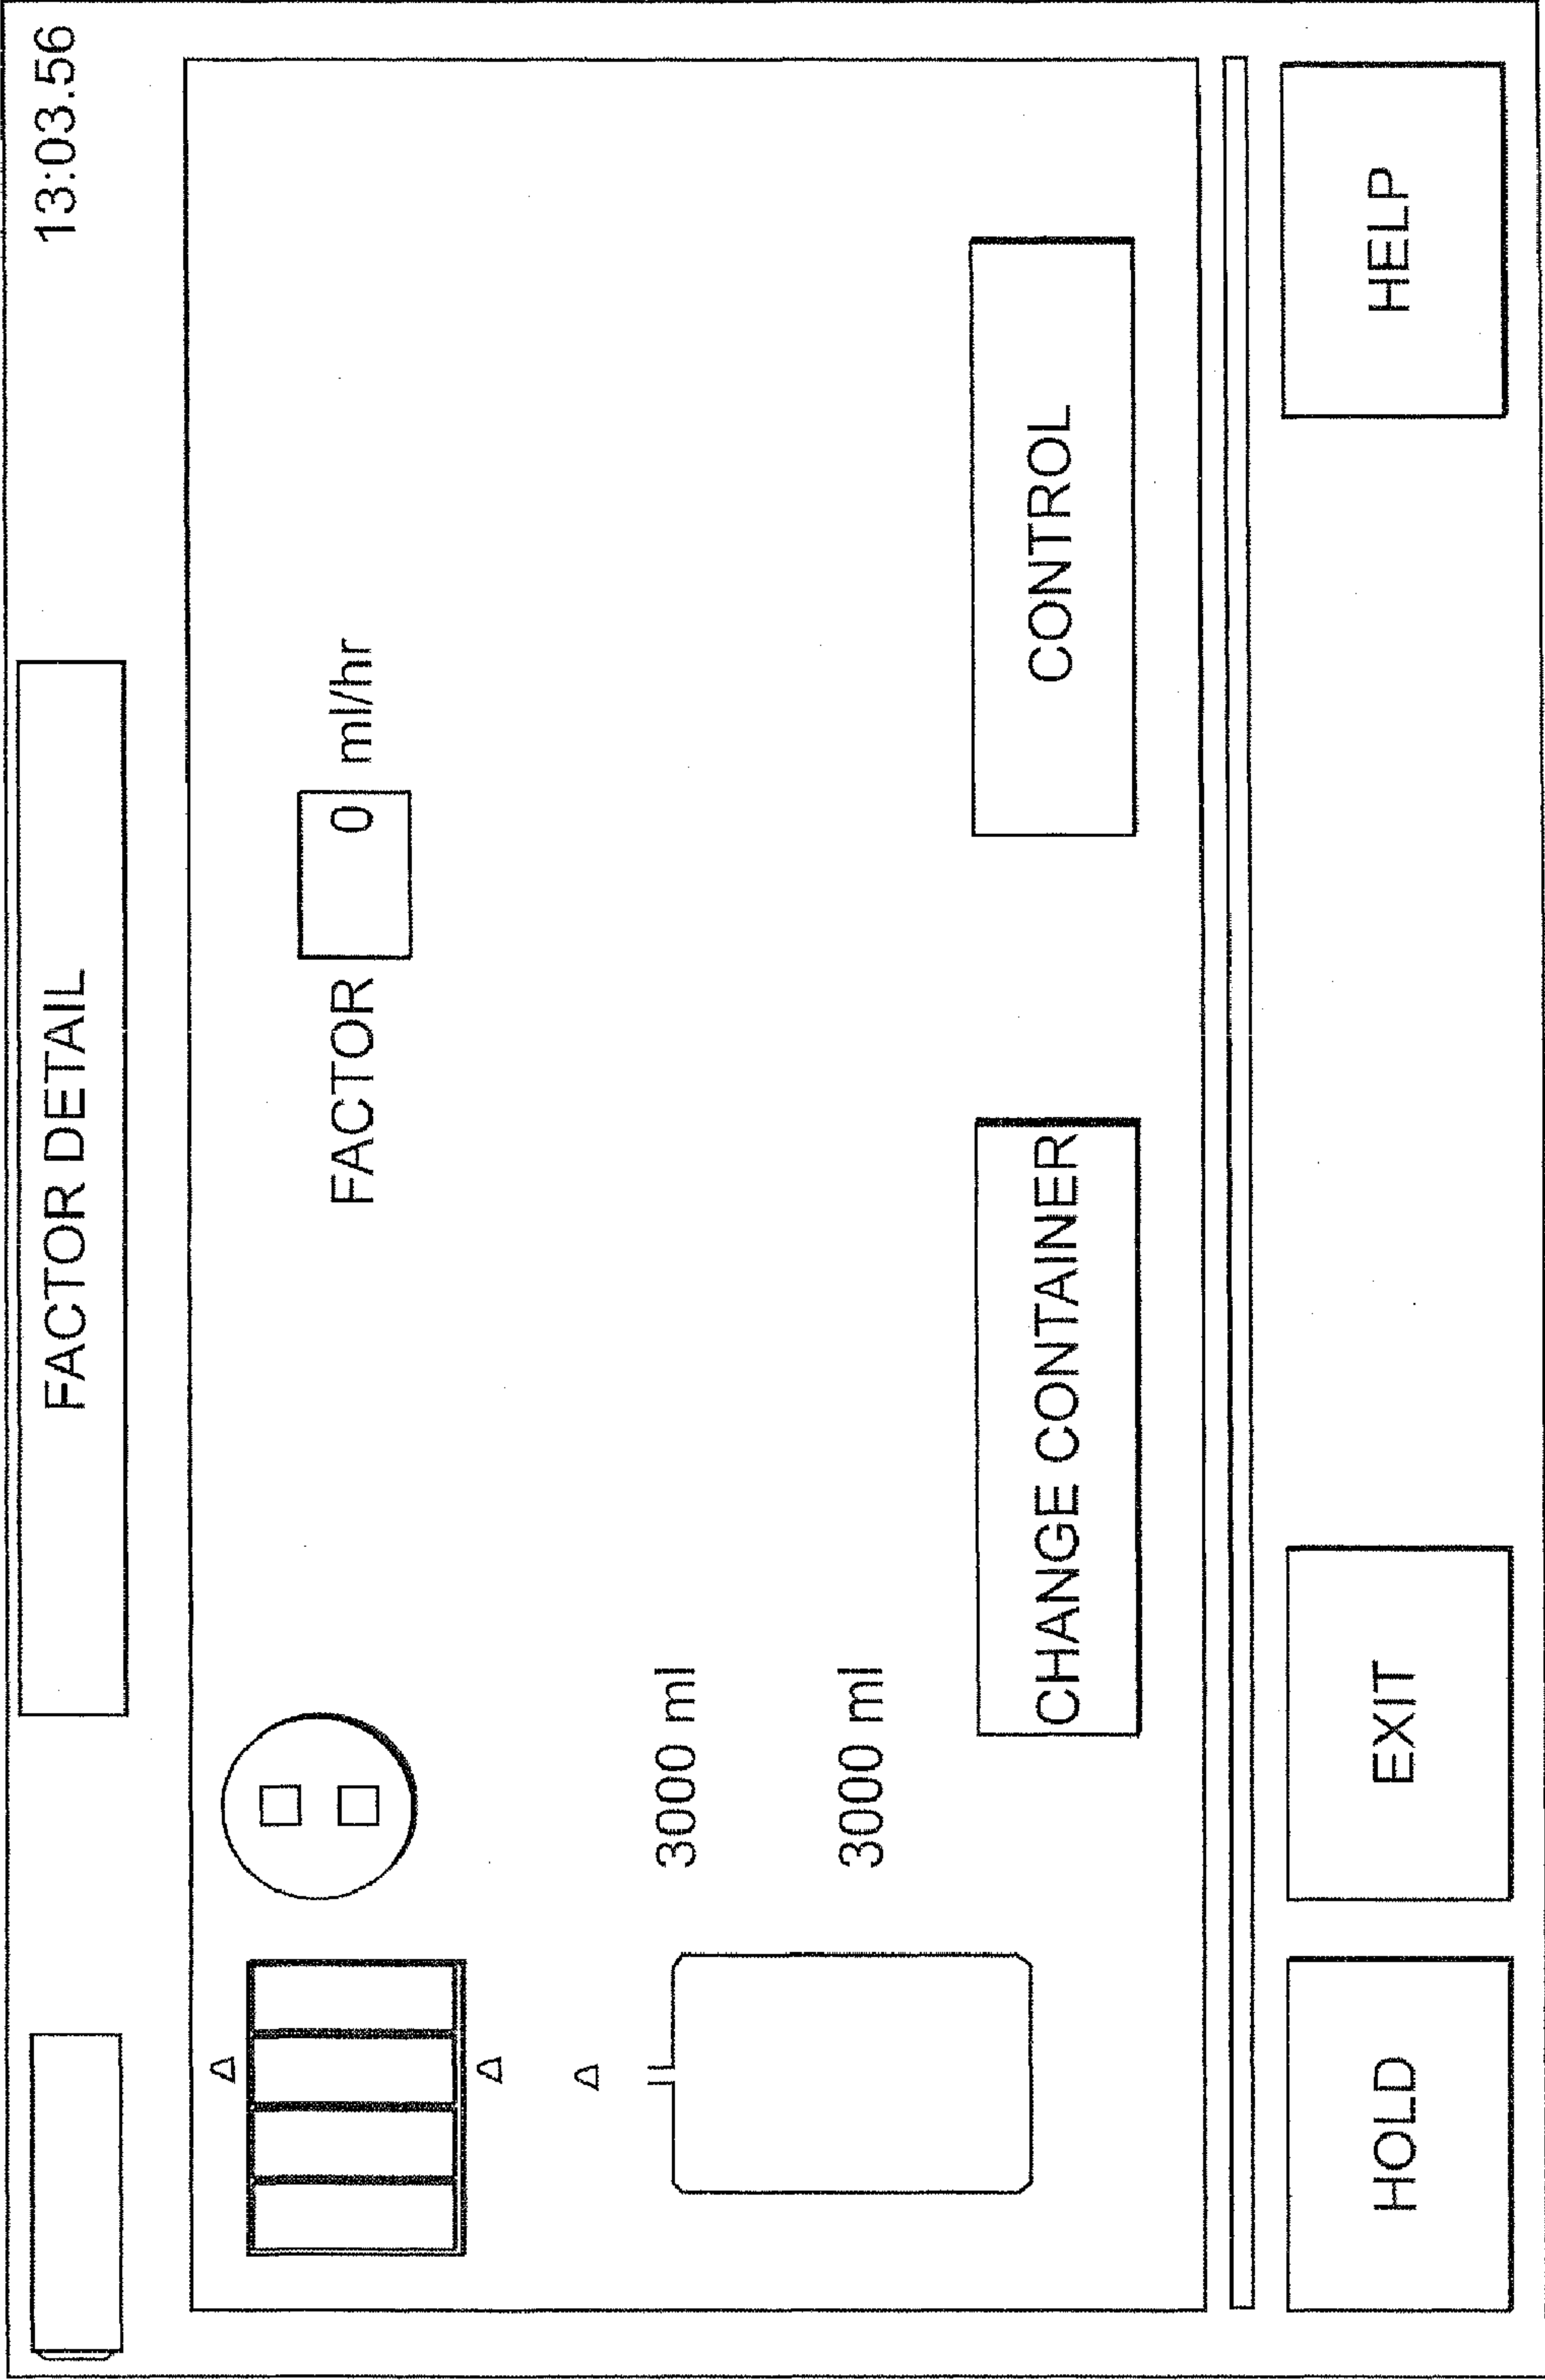 FACTOR DETAIL
13:03.56
FACTOR 0 ml/hr
3000 ml
3000 ml
CHANGE CONTAINER
CONTROL
HOLD
EXIT
HELP